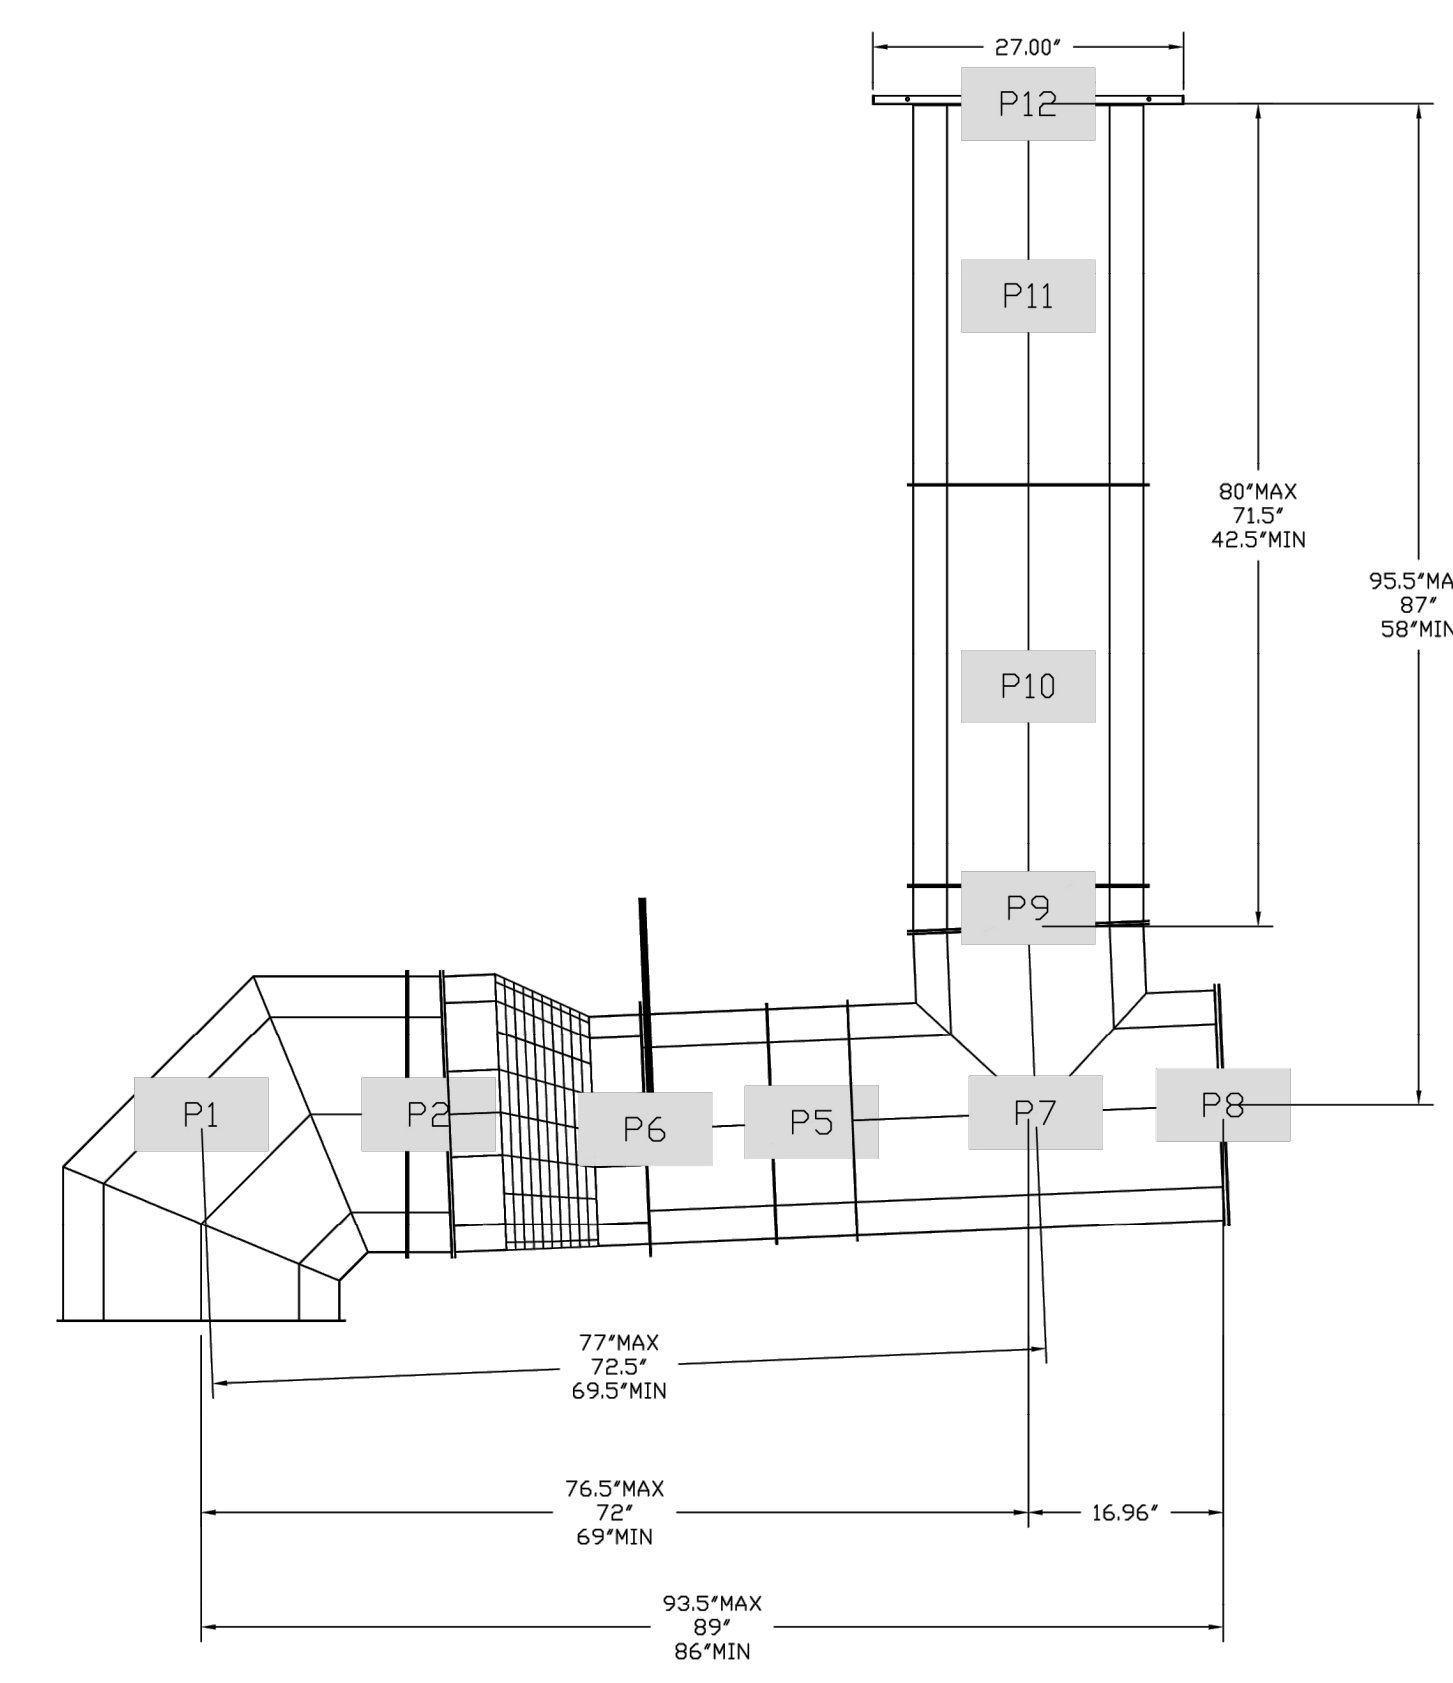 27.00″
P12
P11
80″MAX
71.5″
42.5″MIN
95.5″MA
87″
58″MIN
P10
P9
P1
P2
P6
P5
P7
P8
77″MAX
72.5″
69.5″MIN
76.5″MAX
72″
69″MIN
16.96″
93.5″MAX
89″
86″MIN